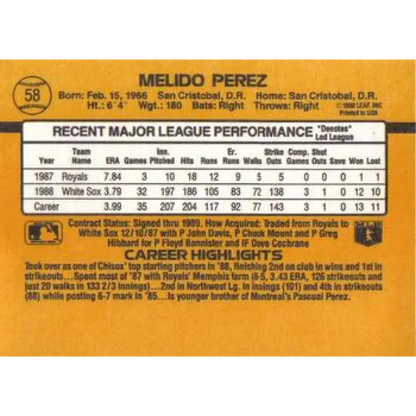 58
MELIDO PEREZ
Born: Feb. 15, 1966 San Cristobal, D.R. Home: San Cristobal, D.R.
Ht.: 6'4" Wgt.: 180 Bats: Right Throws: Right
© 1988 LEAF, INC
Printed in USA
RECENT MAJOR LEAGUE PERFORMANCE *Denotes Led League
Year Team Name ERA Games Inn. Pitched Hits Runs Er. Runs Walks Strike Outs Comp. Games Shut Outs Save Won Lost
1987 Royals 7.84 3 10 18 12 9 5 5 0 0 0 1 1
1988 White Sox 3.79 32 197 186 105 83 72 138 3 1 0 12 10
Career 3.99 35 207 204 117 92 77 143 3 1 0 13 11
Contract Status: Signed thru 1989. How Acquired: Traded from Royals to
White Sox 12/10/87 with P John Davis, P Chuck Mount and P Greg
Hibbard for P Floyd Bannister and IF Dave Cochrane
CAREER HIGHLIGHTS
Took over as one of Chisox' top starting pitchers in '88, finishing 2nd on club in wins and 1st in
strikeouts...Spent most of '87 with Royals' Memphis farm (8-5, 3.43 ERA, 126 strikeouts and
just 20 walks in 133 2/3 innings)...2nd in Northwest Lg. in innings (101) and 4th in strikeouts
(88) while posting 6-7 mark in '85...Is younger brother of Montreal's Pascual Perez.